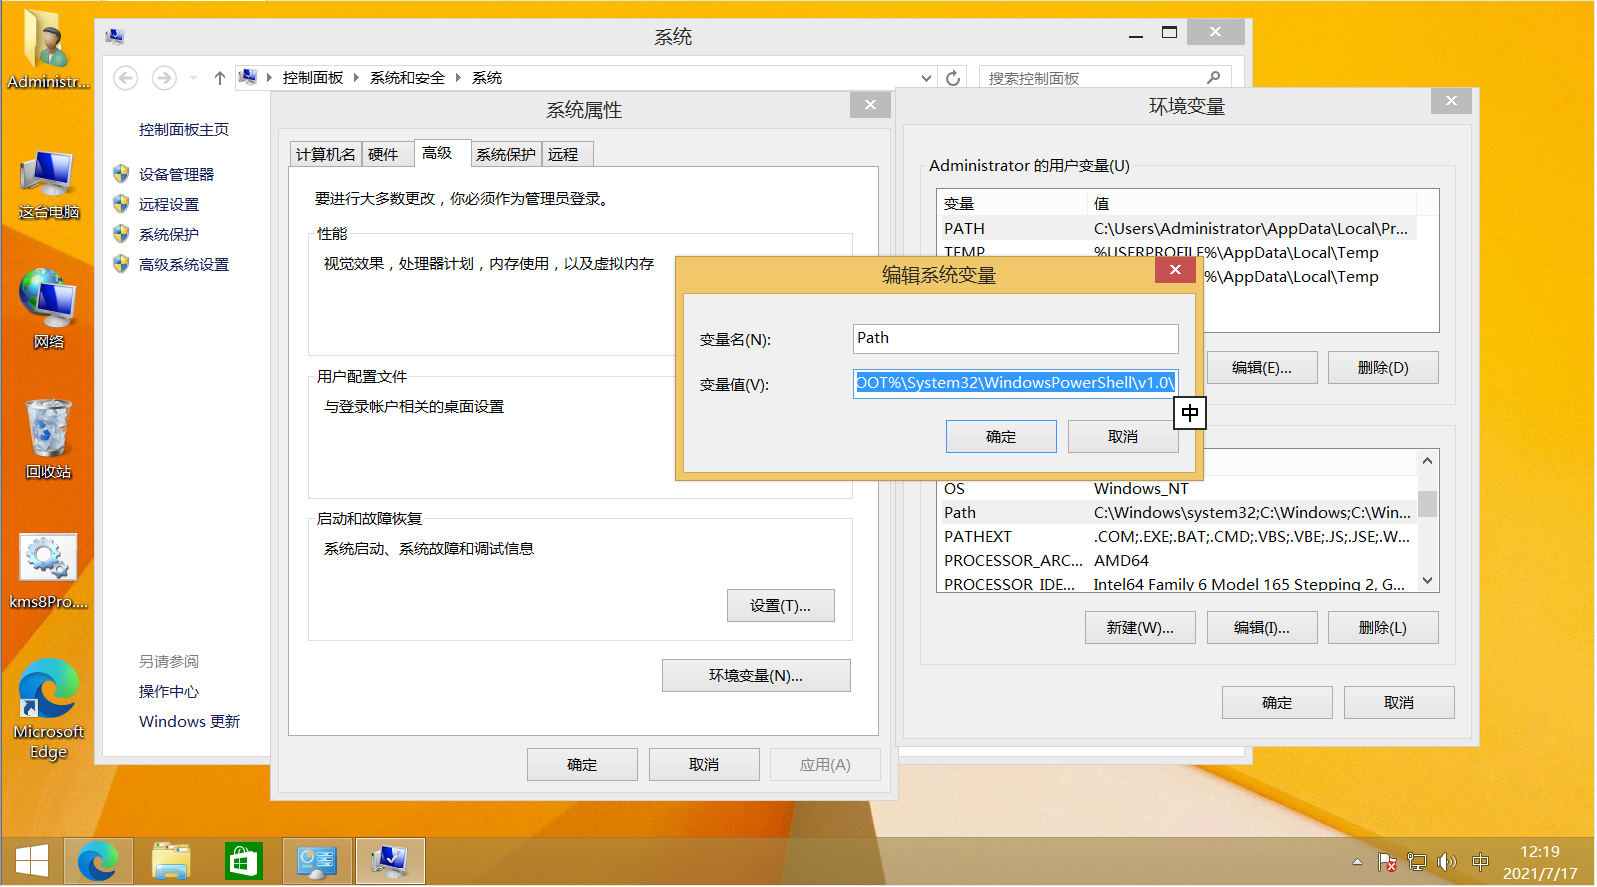 Administr...
这台电脑
网络
回收站
kms8Pro....
Microsoft
Edge
系统
控制面板
系统和安全
系统
搜索控制面板
控制面板主页
设备管理器
远程设置
系统保护
高级系统设置
另请参阅
操作中心
Windows 更新
系统属性
计算机名
硬件
高级
系统保护
远程
要进行大多数更改，你必须作为管理员登录。
性能
视觉效果，处理器计划，内存使用，以及虚拟内存
用户配置文件
与登录帐户相关的桌面设置
启动和故障恢复
系统启动、系统故障和调试信息
设置(T)...
环境变量(N)...
确定
取消
应用(A)
环境变量
Administrator 的用户变量(U)
变量 值
PATH C:\Users\Administrator\AppData\Local\Pr...
TEMP %USERPROFILE%\AppData\Local\Temp
%\AppData\Local\Temp
编辑(E)...
删除(D)
编辑系统变量
变量名(N):
Path
变量值(V):
OOT%\System32\WindowsPowerShell\v1.0\
中
确定
取消
OS Windows_NT
Path C:\Windows\system32;C:\Windows;C:\Win...
PATHEXT .COM;.EXE;.BAT;.CMD;.VBS;.VBE;.JS;.JSE;.W...
PROCESSOR_ARC... AMD64
PROCESSOR_IDE... Intel64 Family 6 Model 165 Stepping 2, G...
新建(W)...
编辑(I)...
删除(L)
确定
取消
中
12:19
2021/7/17